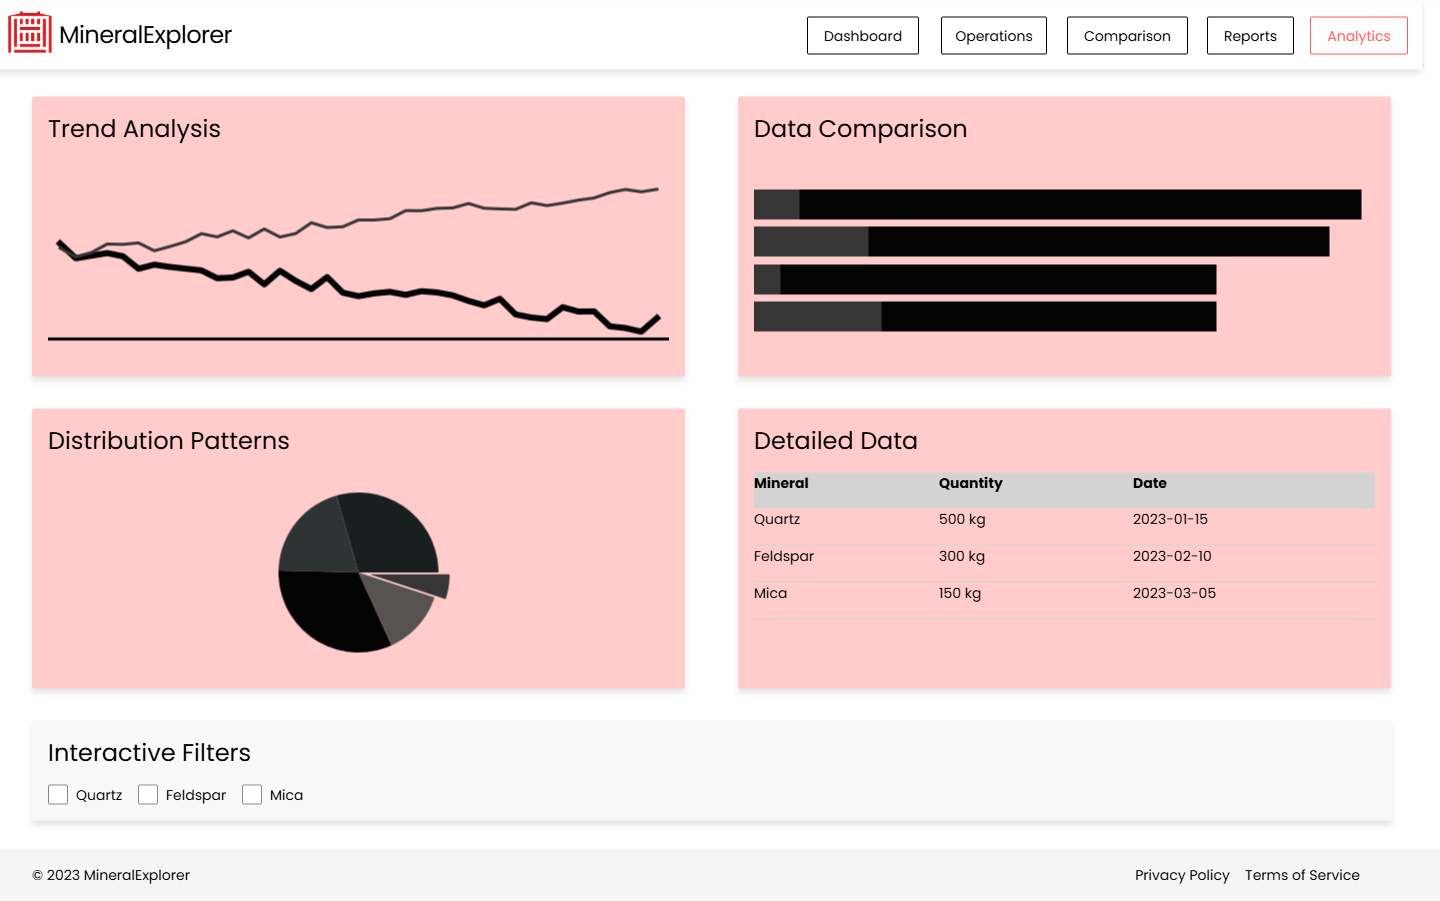 MineralExplorer
Dashboard Operations Comparison Reports Analytics
Trend Analysis
Data Comparison
Distribution Patterns
Detailed Data
Mineral Quantity Date
Quartz 500 kg 2023-01-15
Feldspar 300 kg 2023-02-10
Mica 150 kg 2023-03-05
Interactive Filters
Quartz Feldspar Mica
© 2023 MineralExplorer
Privacy Policy Terms of Service